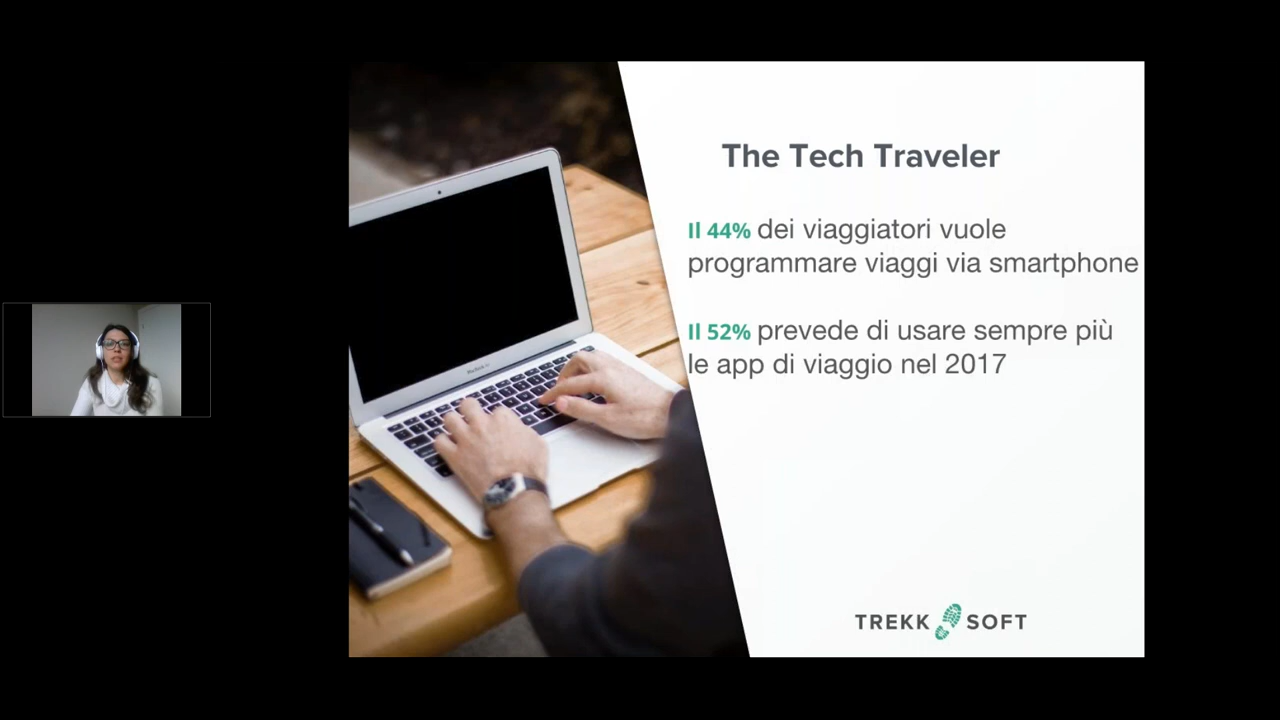 The Tech Traveler
Il 44% dei viaggiatori vuole
programmare viaggi via smartphone
Il 52% prevede di usare sempre più
le app di viaggio nel 2017
TREKK SOFT